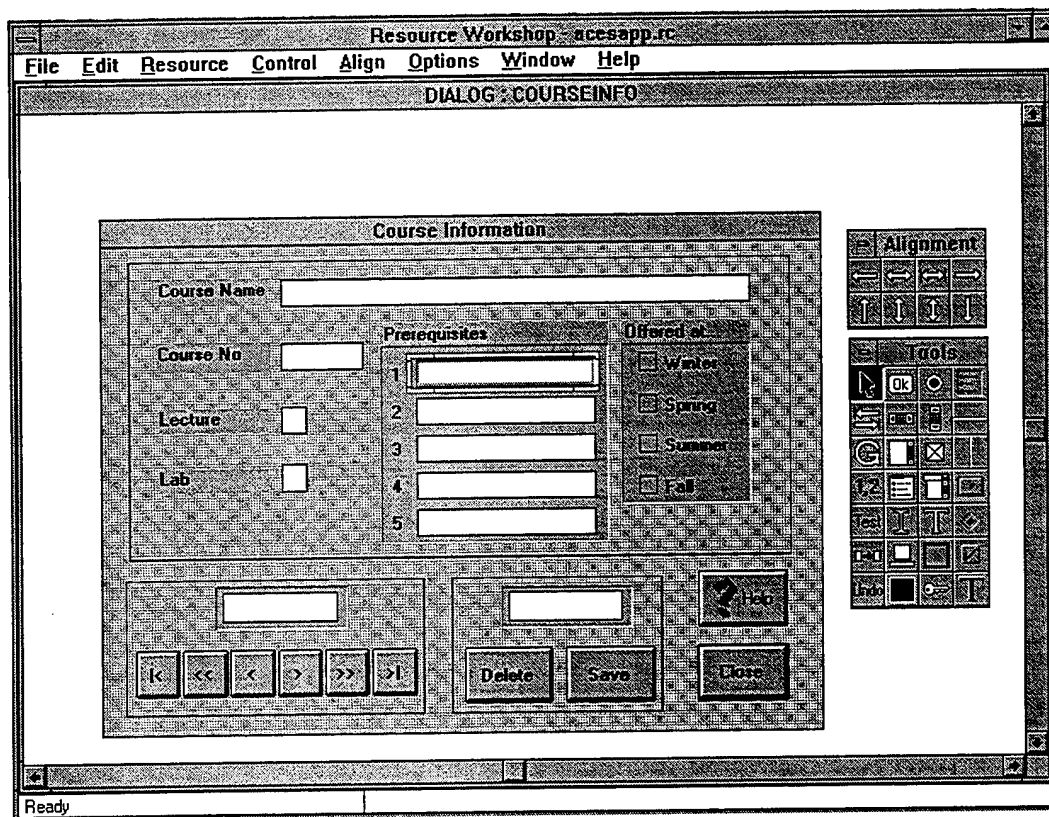 Resource Workshop - acesapp.rc
File Edit Resource Control Align Options Window Help
DIALOG : COURSEINFO
Course Information
Course Name
Course No
Lecture
Lab
Prerequisites
1
2
3
4
5
Offered at
Winter
Spring
Summer
Fall
|< << < > >> >|
Delete Save
Help
Close
Alignment
Tools
Ok
1,2
Test
Undo
Ready